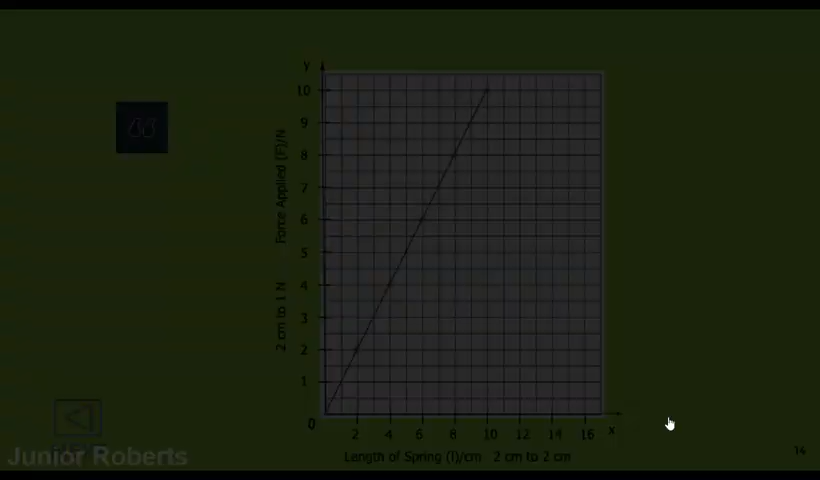 y
10
9
8
7
6
5
4
3
2
1
0
Force Applied (F)/N
2 cm to 1 N
2 4 6 8 10 12 14 16 x
Length of Spring (l)/cm 2 cm to 2 cm
Junior Roberts
14